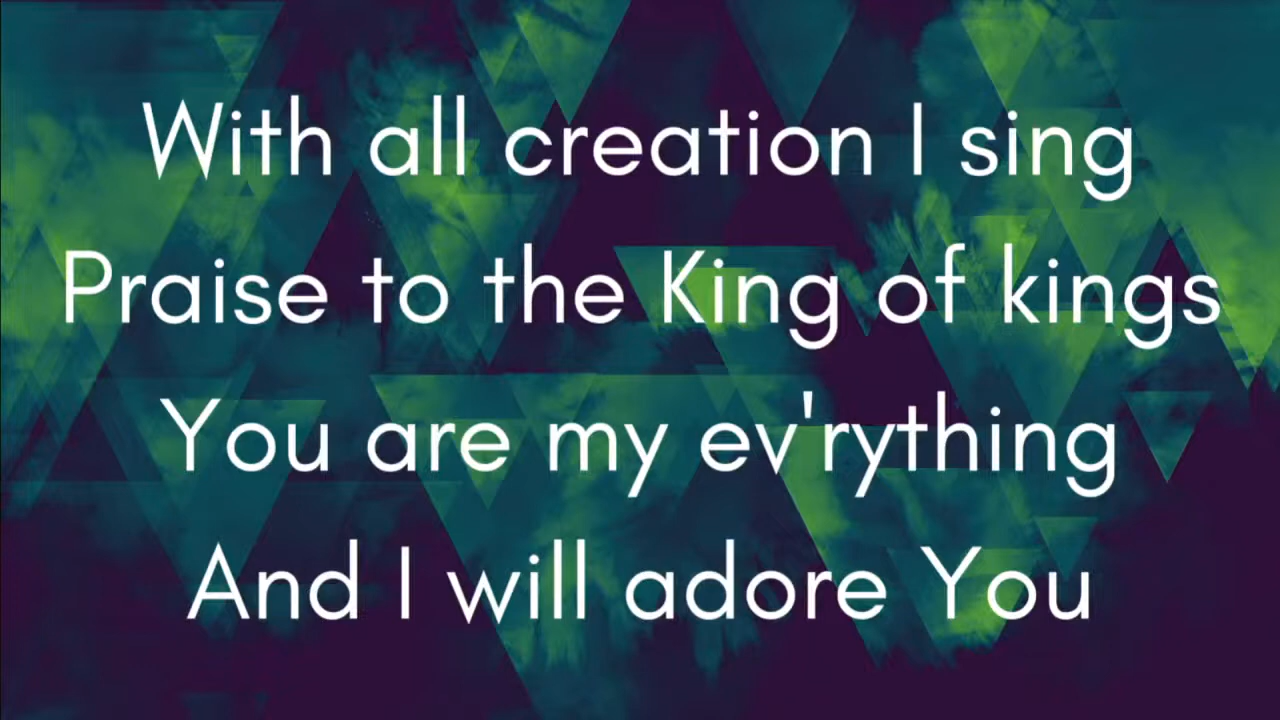 With all creation I sing
Praise to the King of kings
You are my ev'rything
And I will adore You